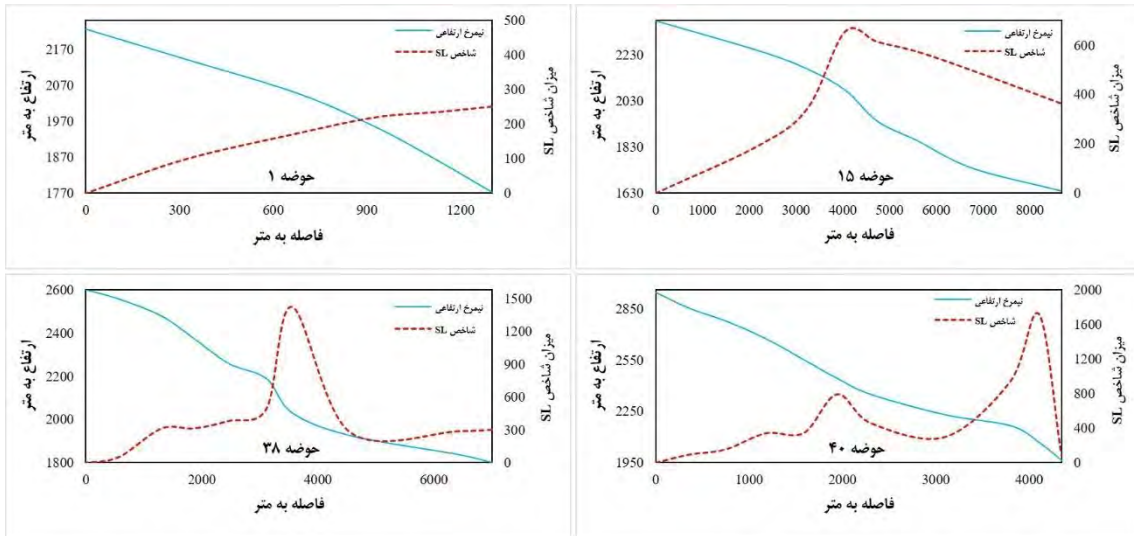 2170
2070
1970
1870
1770
ارتفاع به متر
500
400
300
200
100
0
میزان شاخص SL
نیمرخ ارتفاعی
شاخص SL
حوضه ۱
0
300
600
900
1200
فاصله به متر
2230
2030
1830
1630
ارتفاع به متر
600
400
200
0
میزان شاخص SL
نیمرخ ارتفاعی
شاخص SL
حوضه ۱۵
0
1000
2000
3000
4000
5000
6000
7000
8000
فاصله به متر
2600
2400
2200
2000
1800
ارتفاع به متر
1500
1200
900
600
300
0
میزان شاخص SL
نیمرخ ارتفاعی
شاخص SL
حوضه ۳۸
0
2000
4000
6000
فاصله به متر
2850
2550
2250
1950
ارتفاع به متر
2000
1600
1200
800
400
0
میزان شاخص SL
نیمرخ ارتفاعی
شاخص SL
حوضه ۴۰
0
1000
2000
3000
4000
فاصله به متر